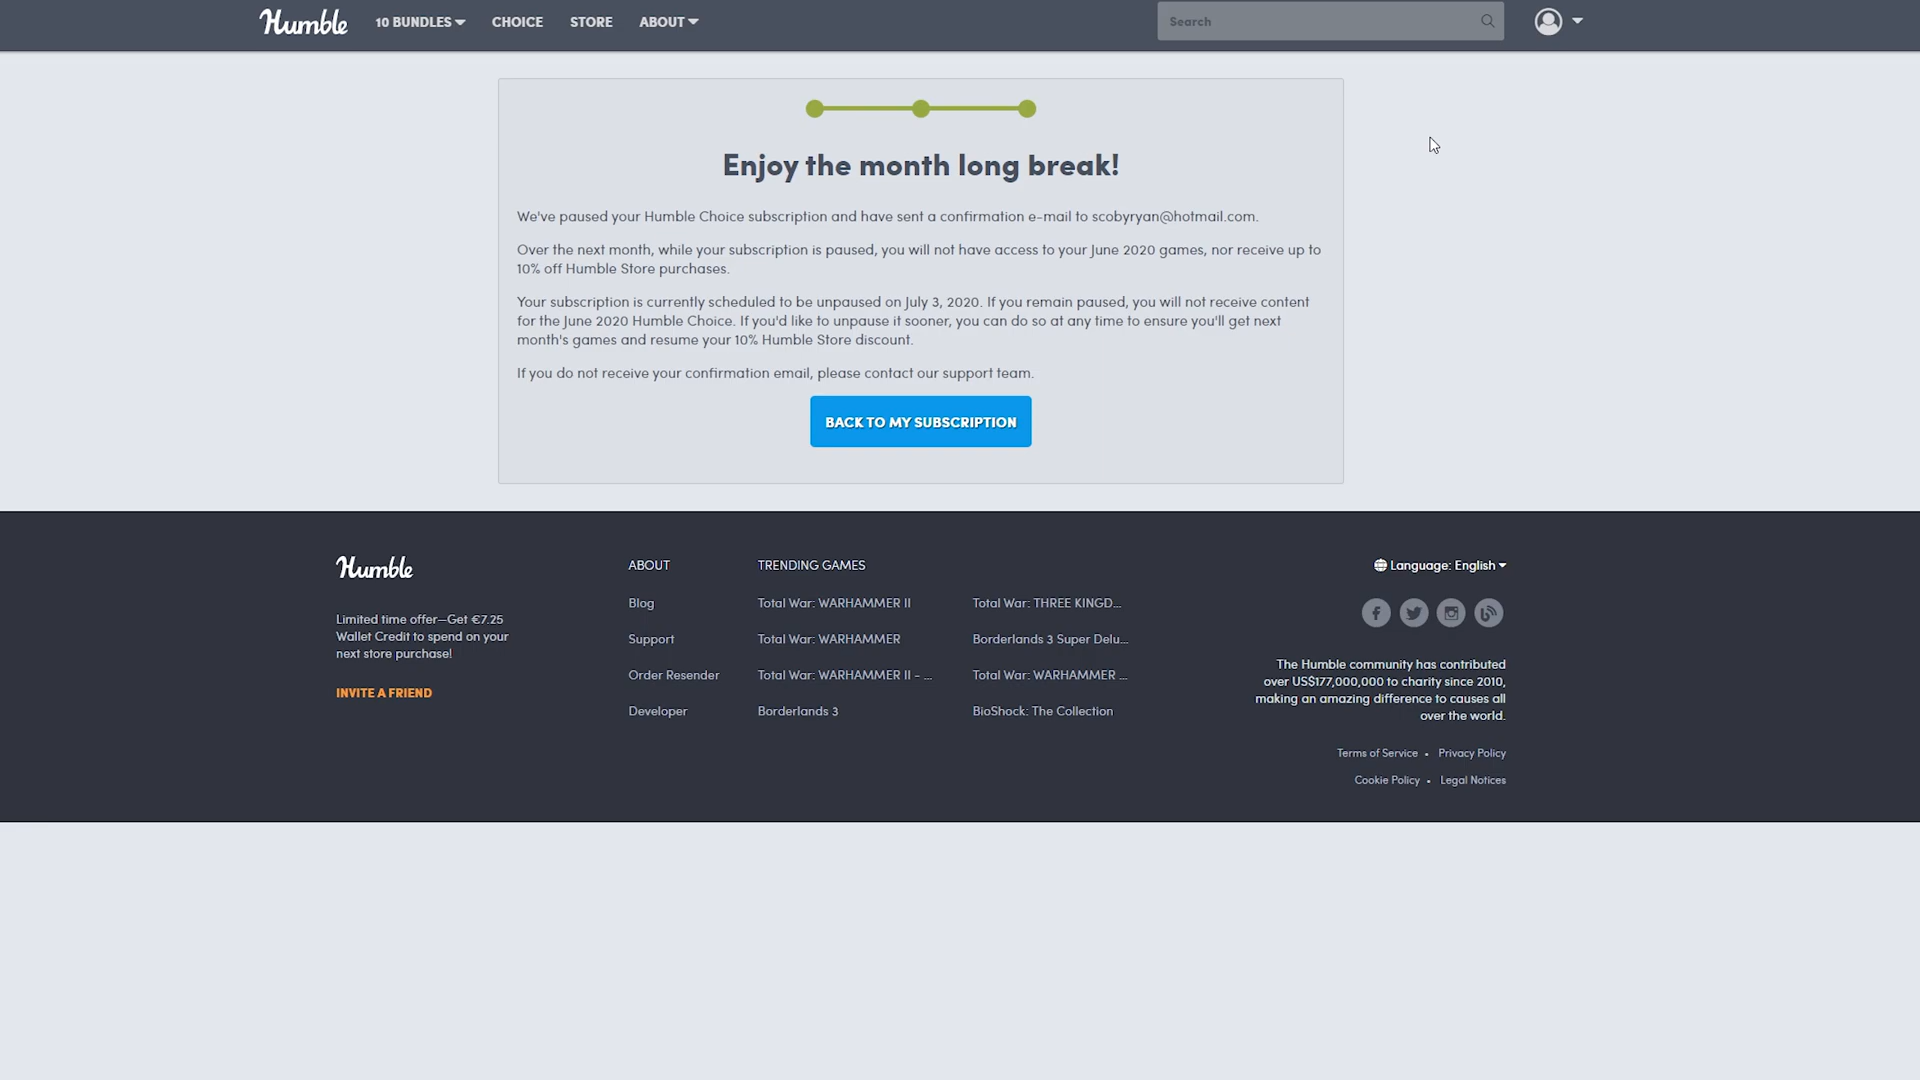 Humble
10 BUNDLES
CHOICE
STORE
ABOUT
Search
Enjoy the month long break!
We've paused your Humble Choice subscription and have sent a confirmation e-mail to scobyryan@hotmail.com.
Over the next month, while your subscription is paused, you will not have access to your June 2020 games, nor receive up to
10% off Humble Store purchases.
Your subscription is currently scheduled to be unpaused on July 3, 2020. If you remain paused, you will not receive content
for the June 2020 Humble Choice. If you'd like to unpause it sooner, you can do so at any time to ensure you'll get next
month's games and resume your 10% Humble Store discount.
If you do not receive your confirmation email, please contact our support team.
BACK TO MY SUBSCRIPTION
Humble
Limited time offer—Get €7.25
Wallet Credit to spend on your
next store purchase!
INVITE A FRIEND
ABOUT
Blog
Support
Order Resender
Developer
TRENDING GAMES
Total War: WARHAMMER II
Total War: WARHAMMER
Total War: WARHAMMER II - ...
Borderlands 3
Total War: THREE KINGD...
Borderlands 3 Super Delu...
Total War: WARHAMMER ...
BioShock: The Collection
Language: English
The Humble community has contributed
over US$177,000,000 to charity since 2010,
making an amazing difference to causes all
over the world.
Terms of Service • Privacy Policy
Cookie Policy • Legal Notices